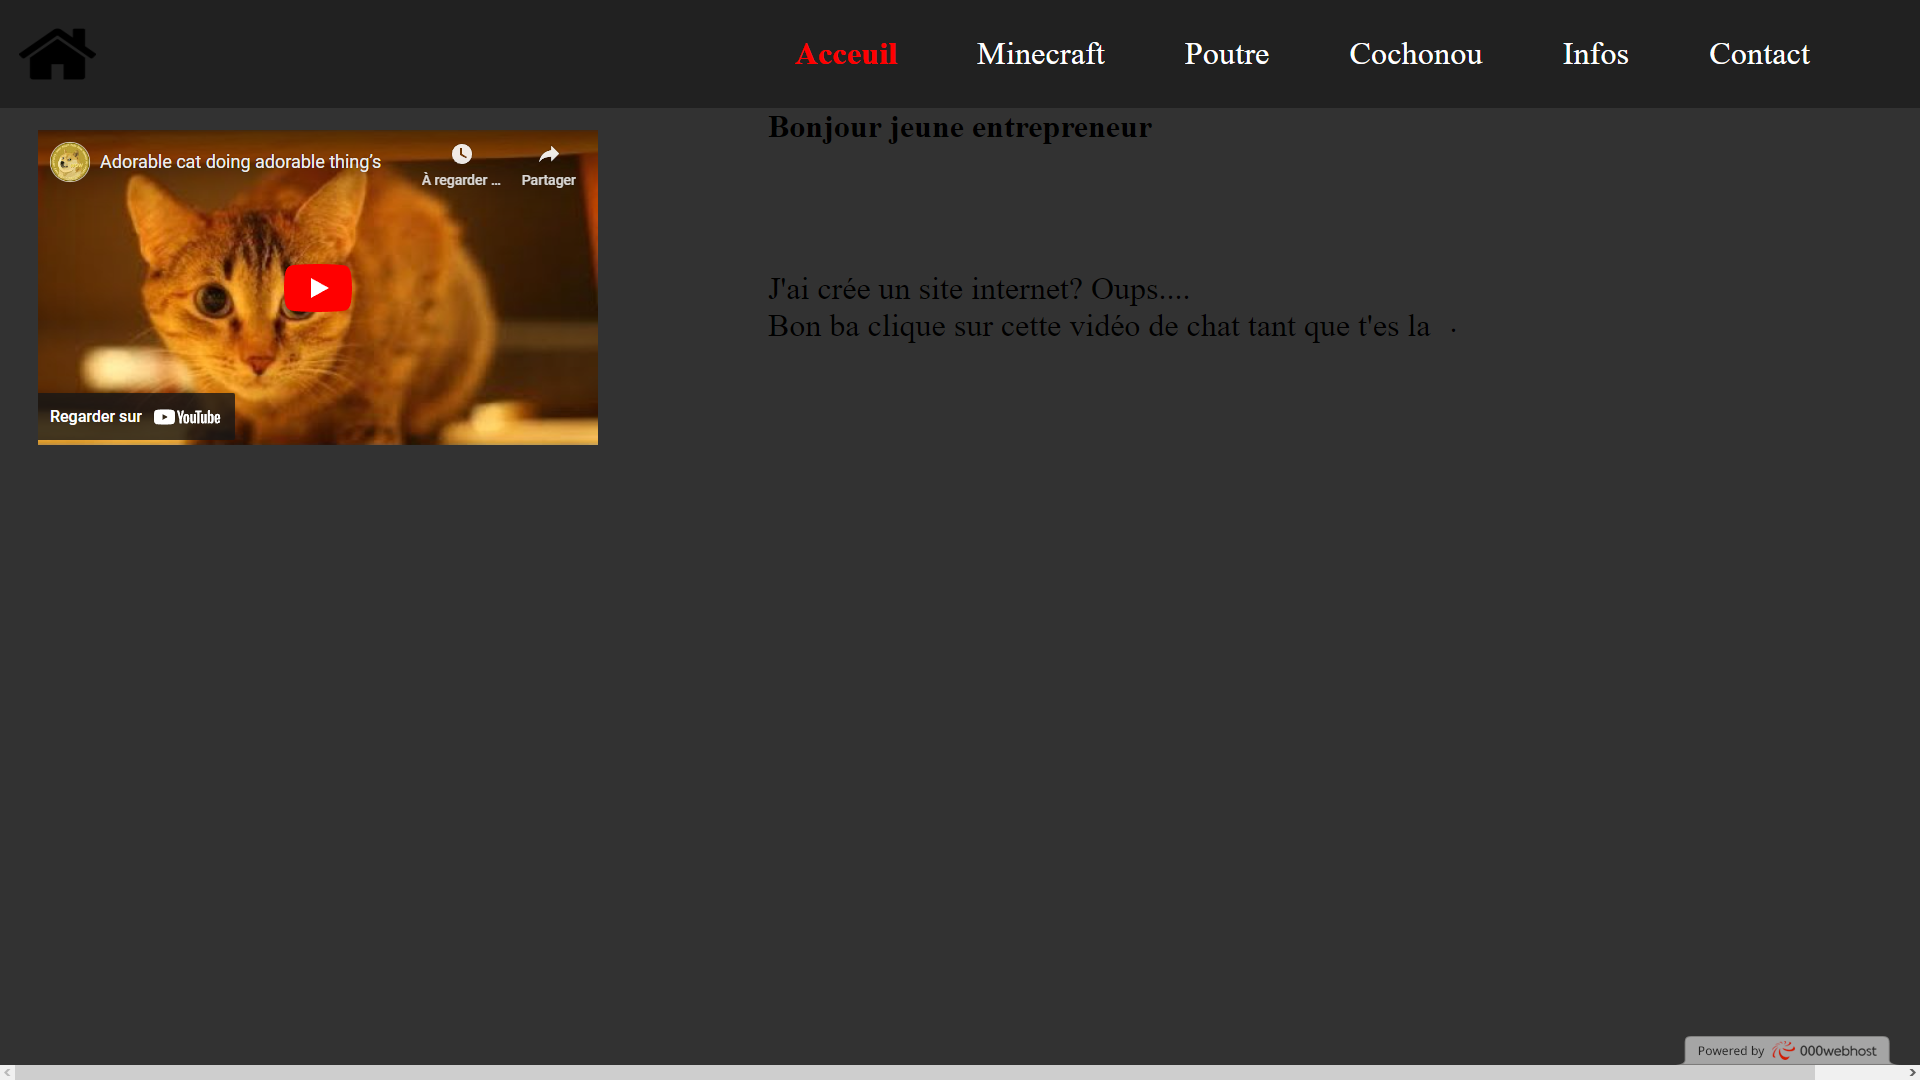 Acceuil Minecraft Poutre Cochonou Infos Contact
Adorable cat doing adorable thing’s
À regarder ... Partager
Regarder sur YouTube
Bonjour jeune entrepreneur
J'ai crée un site internet? Oups....
Bon ba clique sur cette vidéo de chat tant que t'es la .
Powered by 000webhost